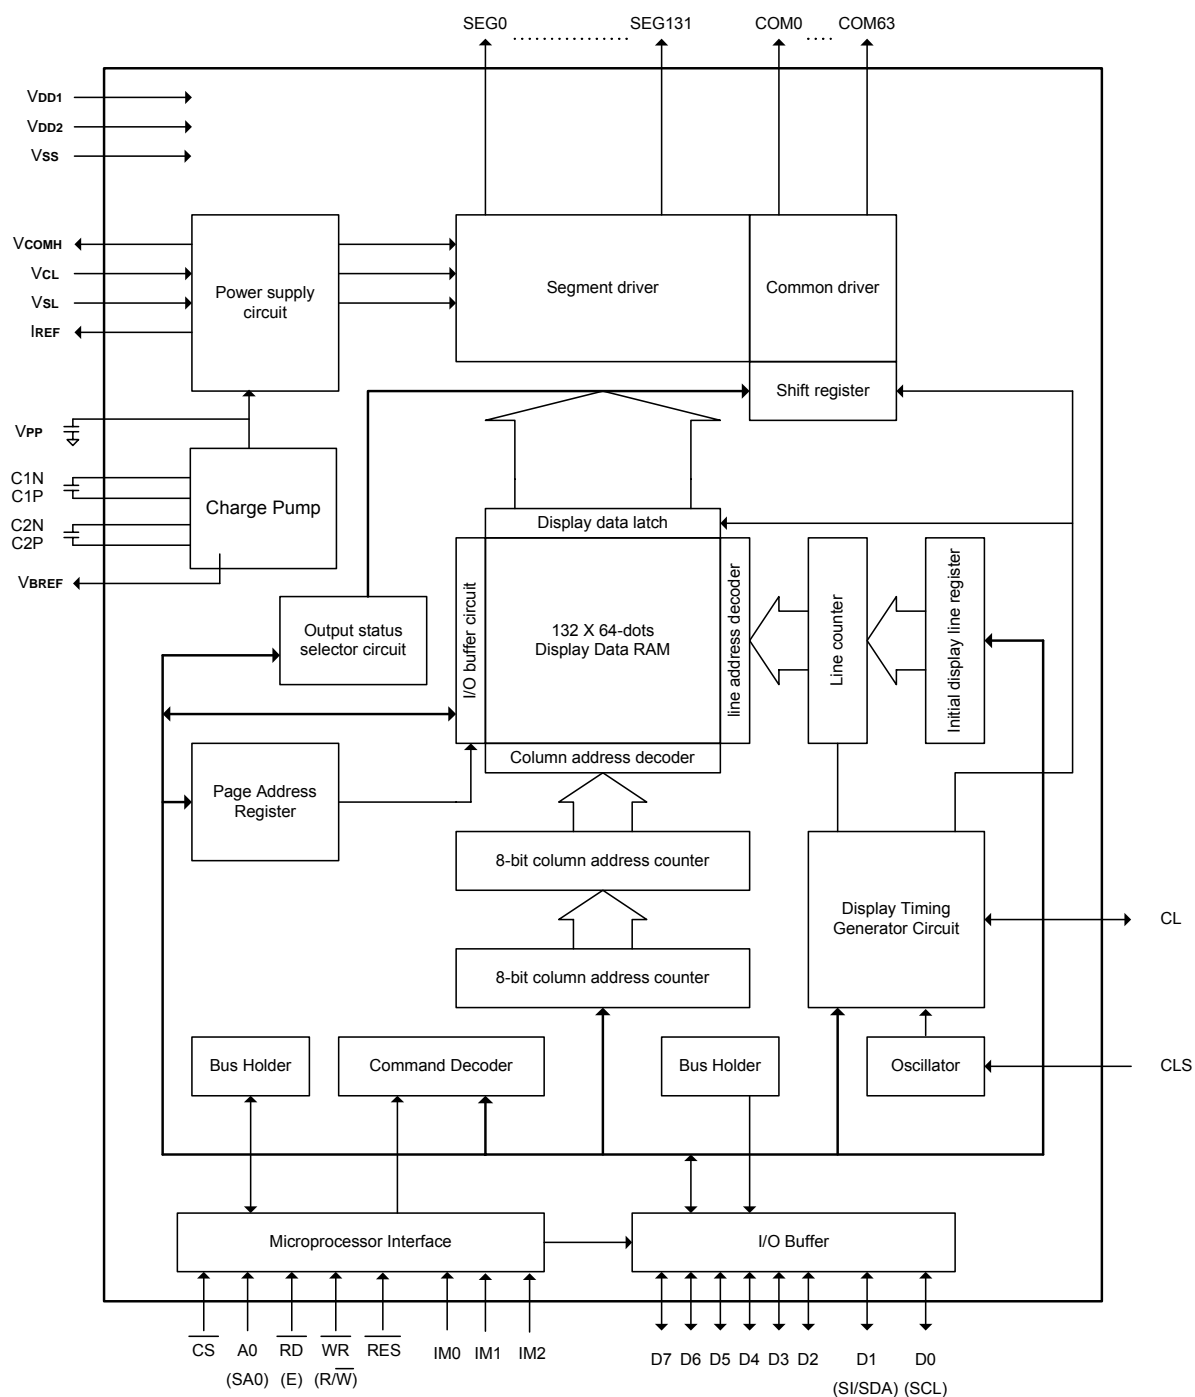 SEG0 ................... SEG131 COM0 .... COM63
VDD1
VDD2
VSS
VCOMH
VCL
VSL
IREF
Power supply
circuit
Segment driver
Common driver
Shift register
VPP
C1N
C1P
C2N
C2P
VBREF
Charge Pump
Display data latch
Output status
selector circuit
I/O buffer circuit
132 X 64-dots
Display Data RAM
line address decoder
Line counter
Initial display line register
Column address decoder
Page Address
Register
8-bit column address counter
8-bit column address counter
Display Timing
Generator Circuit
CL
Bus Holder
Command Decoder
Bus Holder
Oscillator
CLS
Microprocessor Interface
I/O Buffer
C̅S̅ A0 R̅D̅ W̅R̅ R̅E̅S̅ IM0 IM1 IM2 D7 D6 D5 D4 D3 D2 D1 D0
(SA0) (E) (R/W̅) (SI/SDA) (SCL)